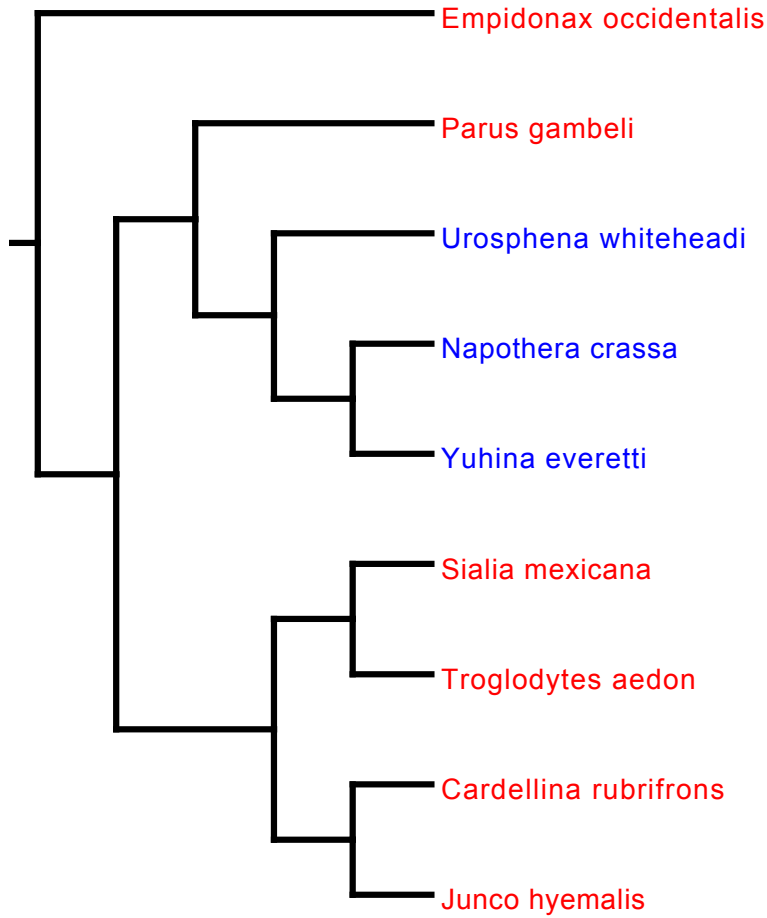 Empidonax occidentalis
Parus gambeli
Urosphena whiteheadi
Napothera crassa
Yuhina everetti
Sialia mexicana
Troglodytes aedon
Cardellina rubrifrons
Junco hyemalis